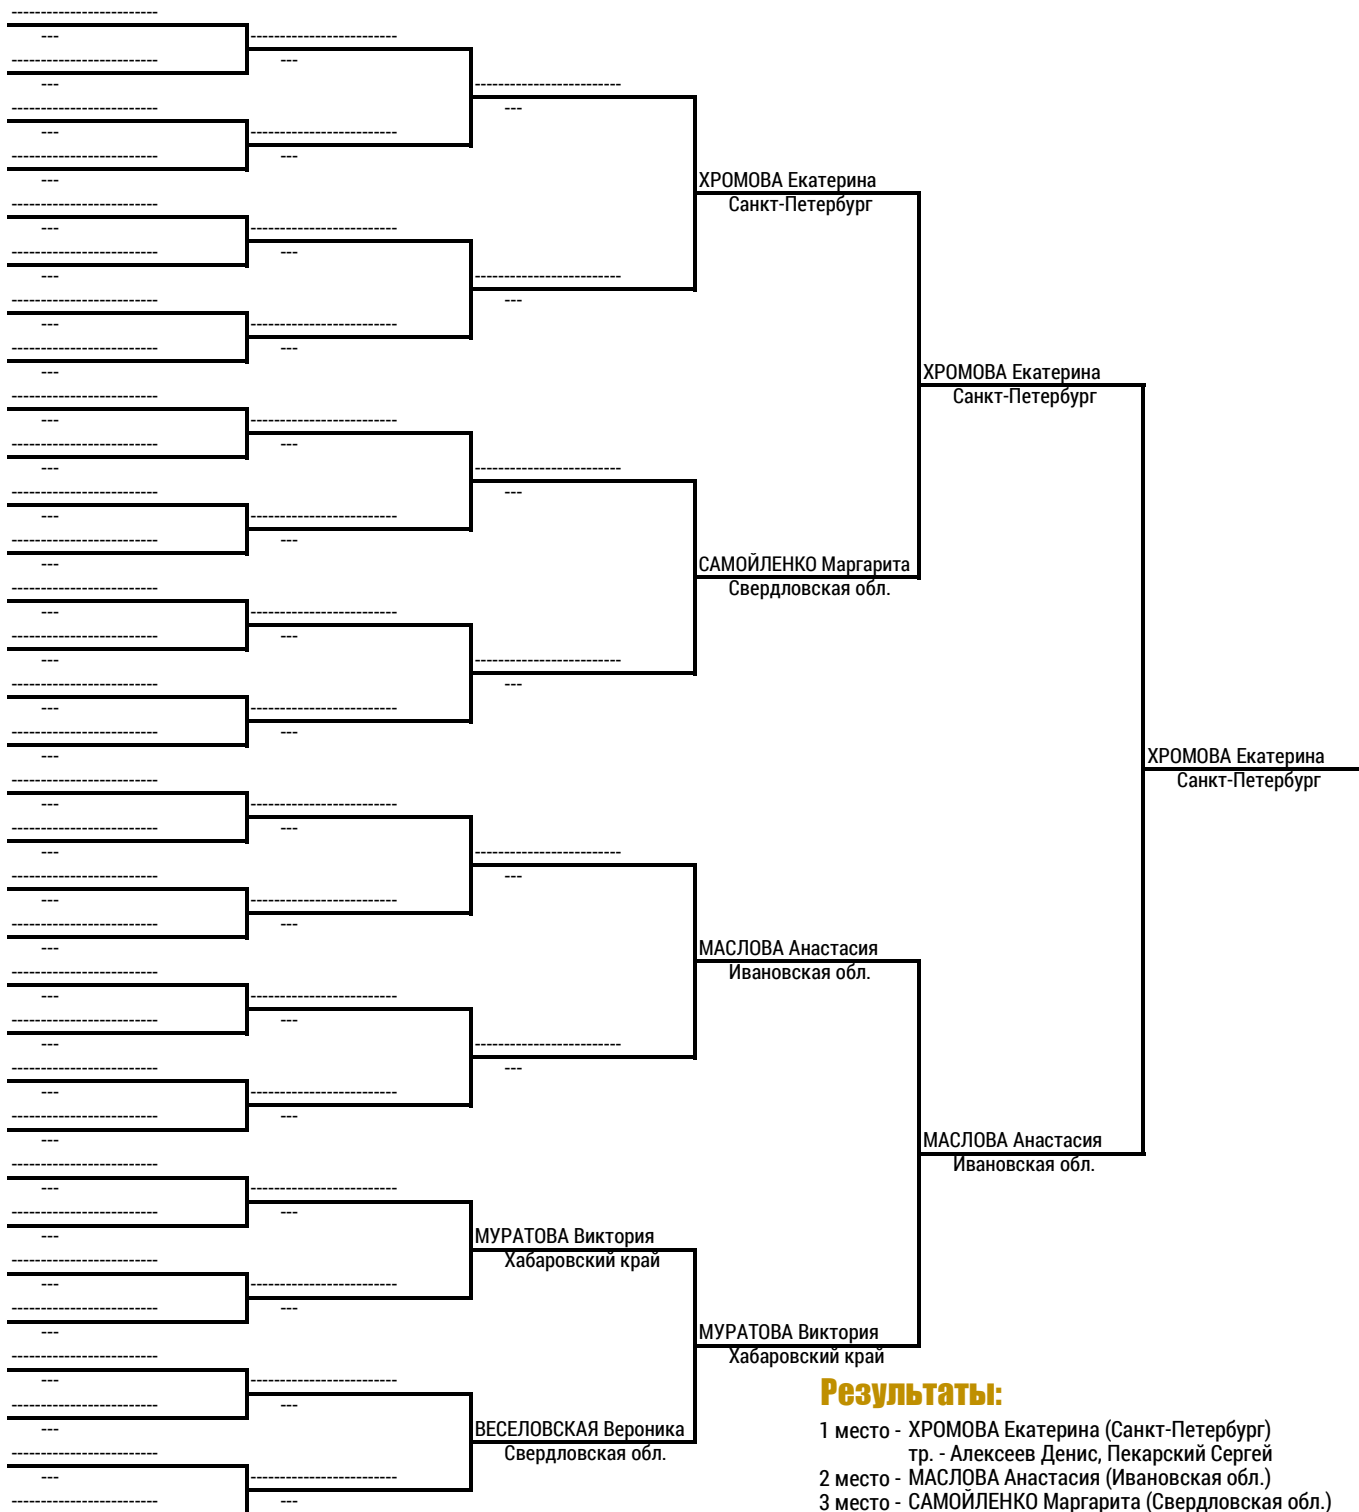 ХРОМОВА Екатерина
Санкт-Петербург
ХРОМОВА Екатерина
Санкт-Петербург
САМОЙЛЕНКО Маргарита
Свердловская обл.
ХРОМОВА Екатерина
Санкт-Петербург
МАСЛОВА Анастасия
Ивановская обл.
МАСЛОВА Анастасия
Ивановская обл.
МУРАТОВА Виктория
Хабаровский край
МУРАТОВА Виктория
Хабаровский край
ВЕСЕЛОВСКАЯ Вероника
Свердловская обл.
Результаты:
1 место - ХРОМОВА Екатерина (Санкт-Петербург)
тр. - Алексеев Денис, Пекарский Сергей
2 место - МАСЛОВА Анастасия (Ивановская обл.)
3 место - САМОЙЛЕНКО Маргарита (Свердловская обл.)